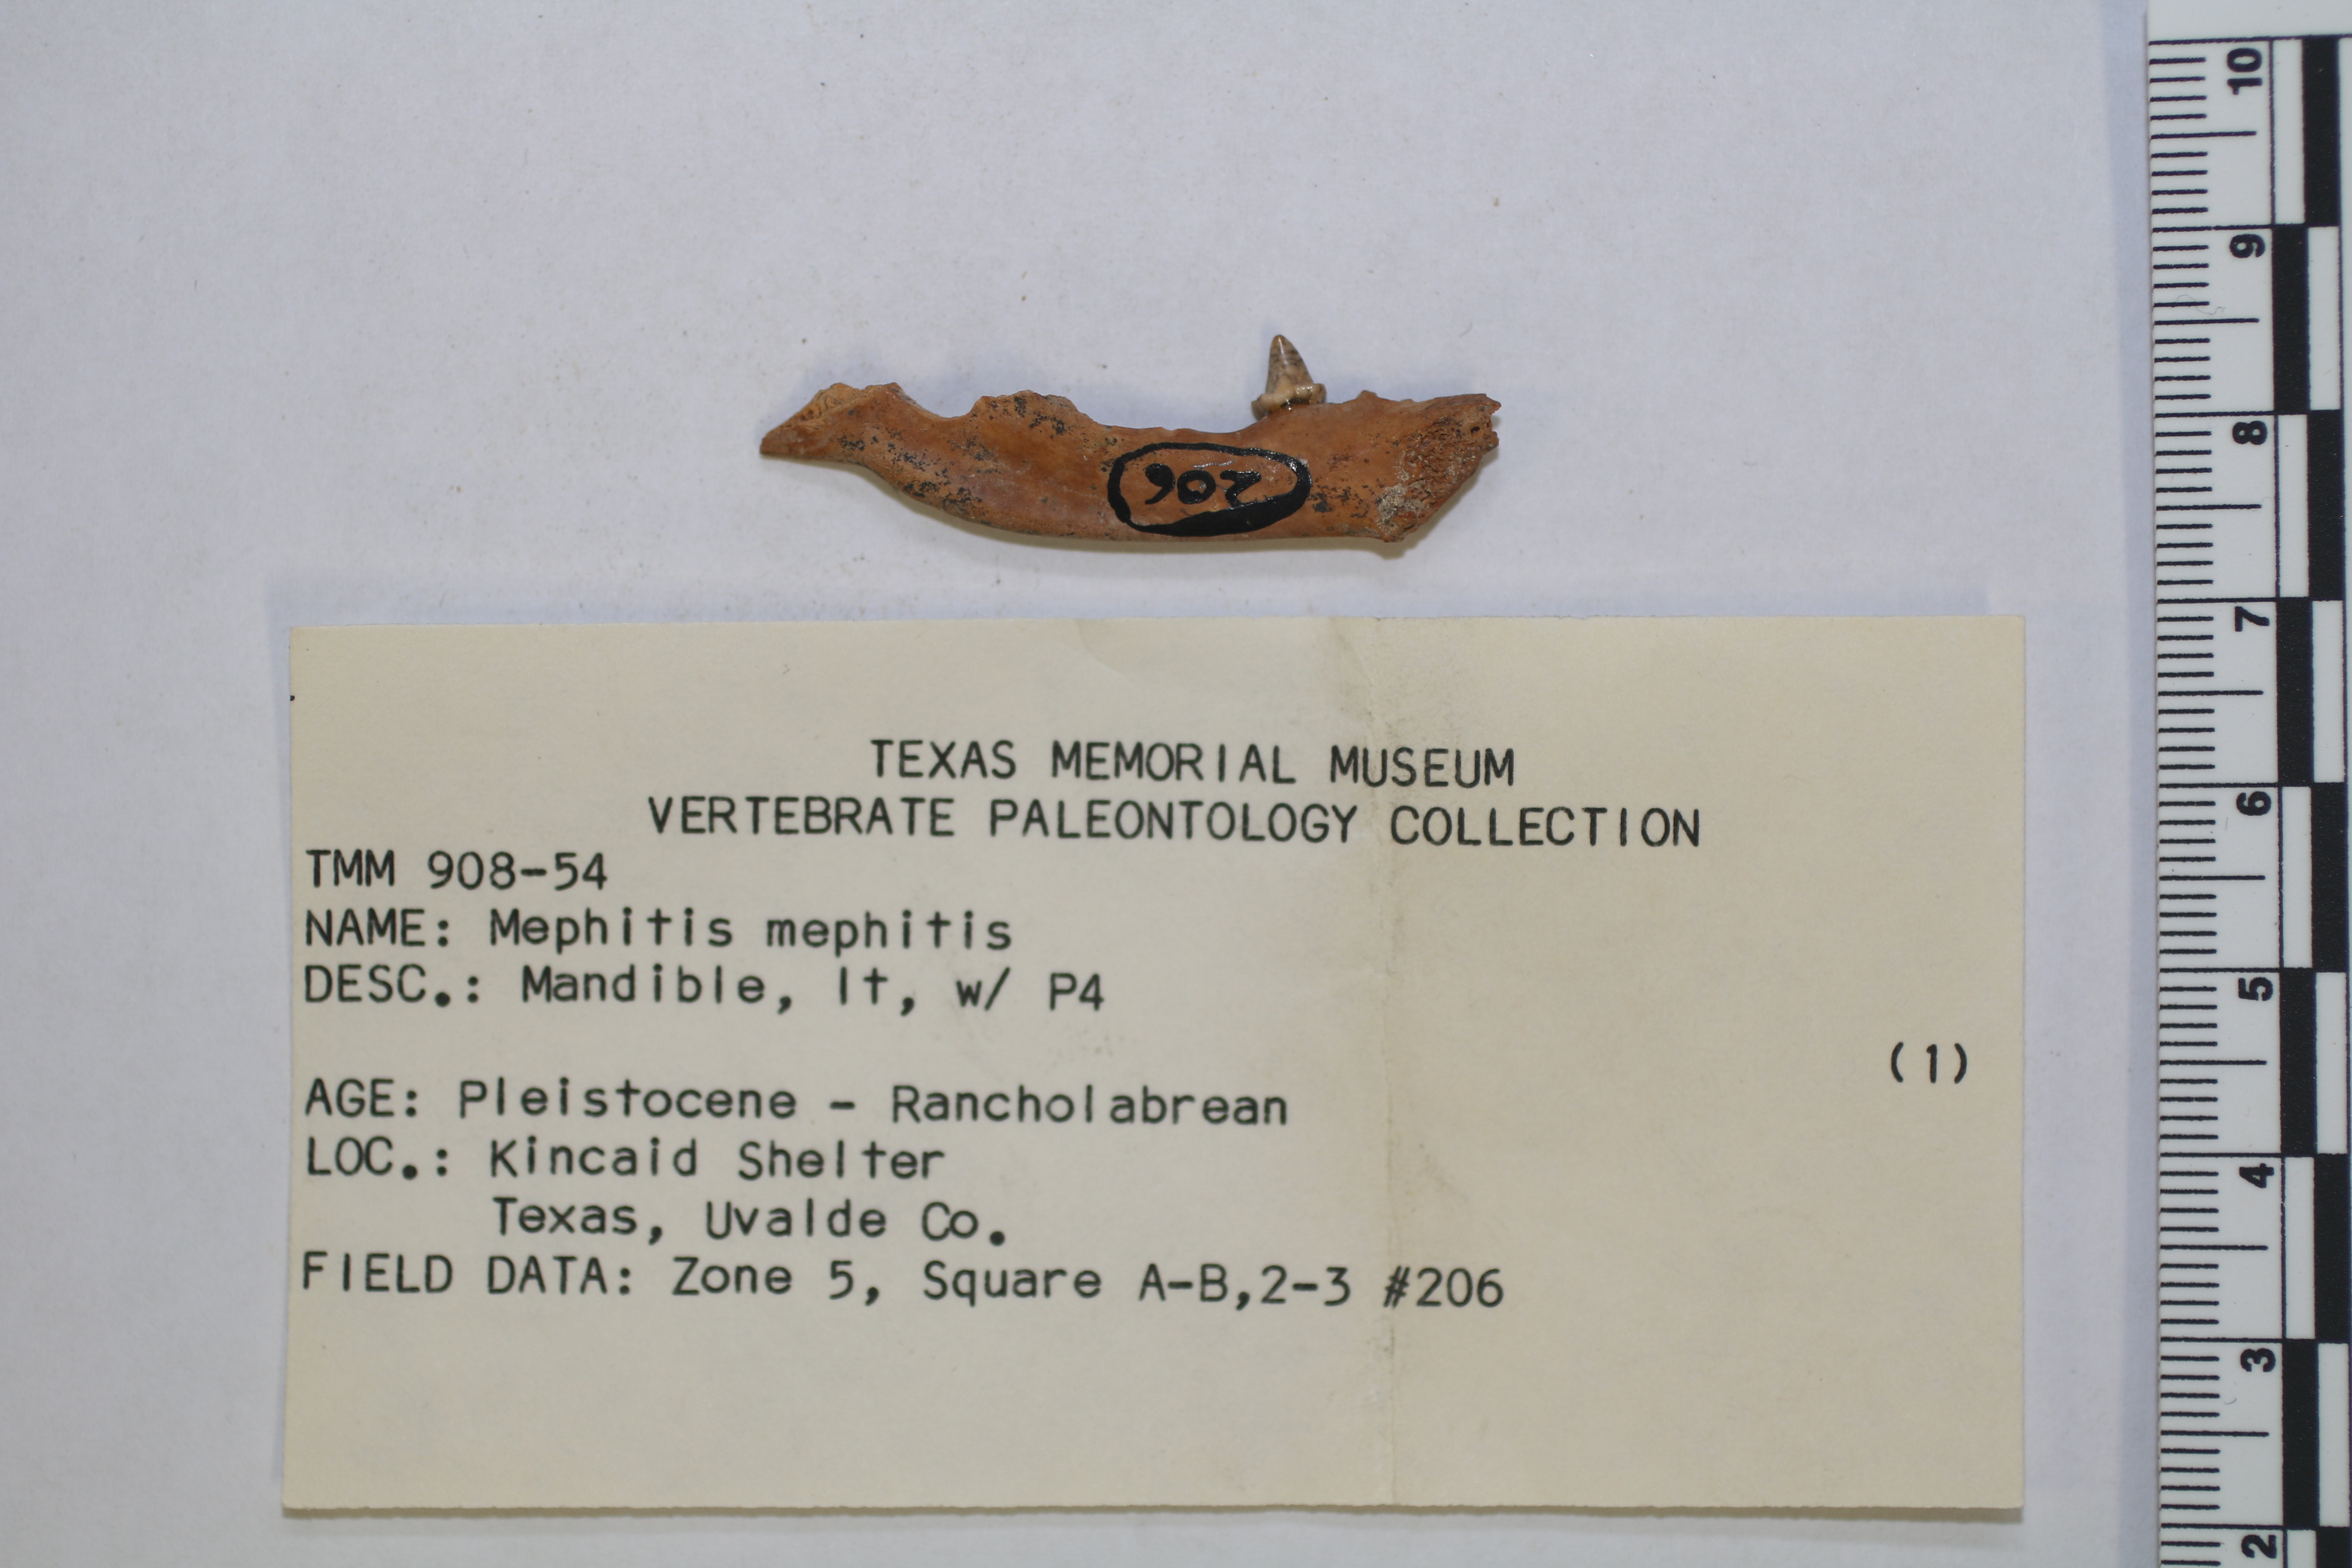 206
TEXAS MEMORIAL MUSEUM
VERTEBRATE PALEONTOLOGY COLLECTION
TMM 908-54
NAME: Mephitis mephitis
DESC.: Mandible, lt, w/ P4
(1)
AGE: Pleistocene - Rancholabrean
LOC.: Kincaid Shelter
Texas, Uvalde Co.
FIELD DATA: Zone 5, Square A-B,2-3 #206
10
9
8
7
6
5
4
3
2